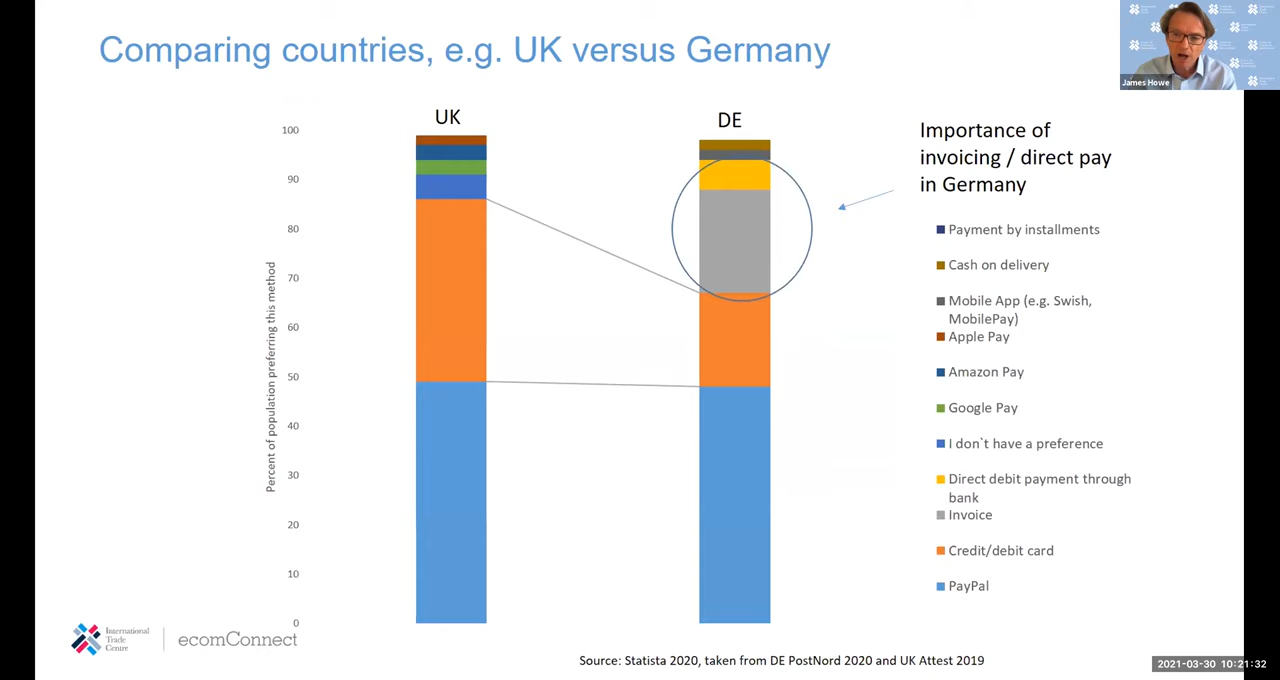 Comparing countries, e.g. UK versus Germany
James Howe
UK
DE
Importance of
invoicing / direct pay
in Germany
Percent of population preferring this method
100
90
80
70
60
50
40
30
20
10
0
Payment by installments
Cash on delivery
Mobile App (e.g. Swish,
MobilePay)
Apple Pay
Amazon Pay
Google Pay
I don`t have a preference
Direct debit payment through
bank
Invoice
Credit/debit card
PayPal
International
Trade
Centre
ecomConnect
Source: Statista 2020, taken from DE PostNord 2020 and UK Attest 2019
2021-03-30 10:21:32